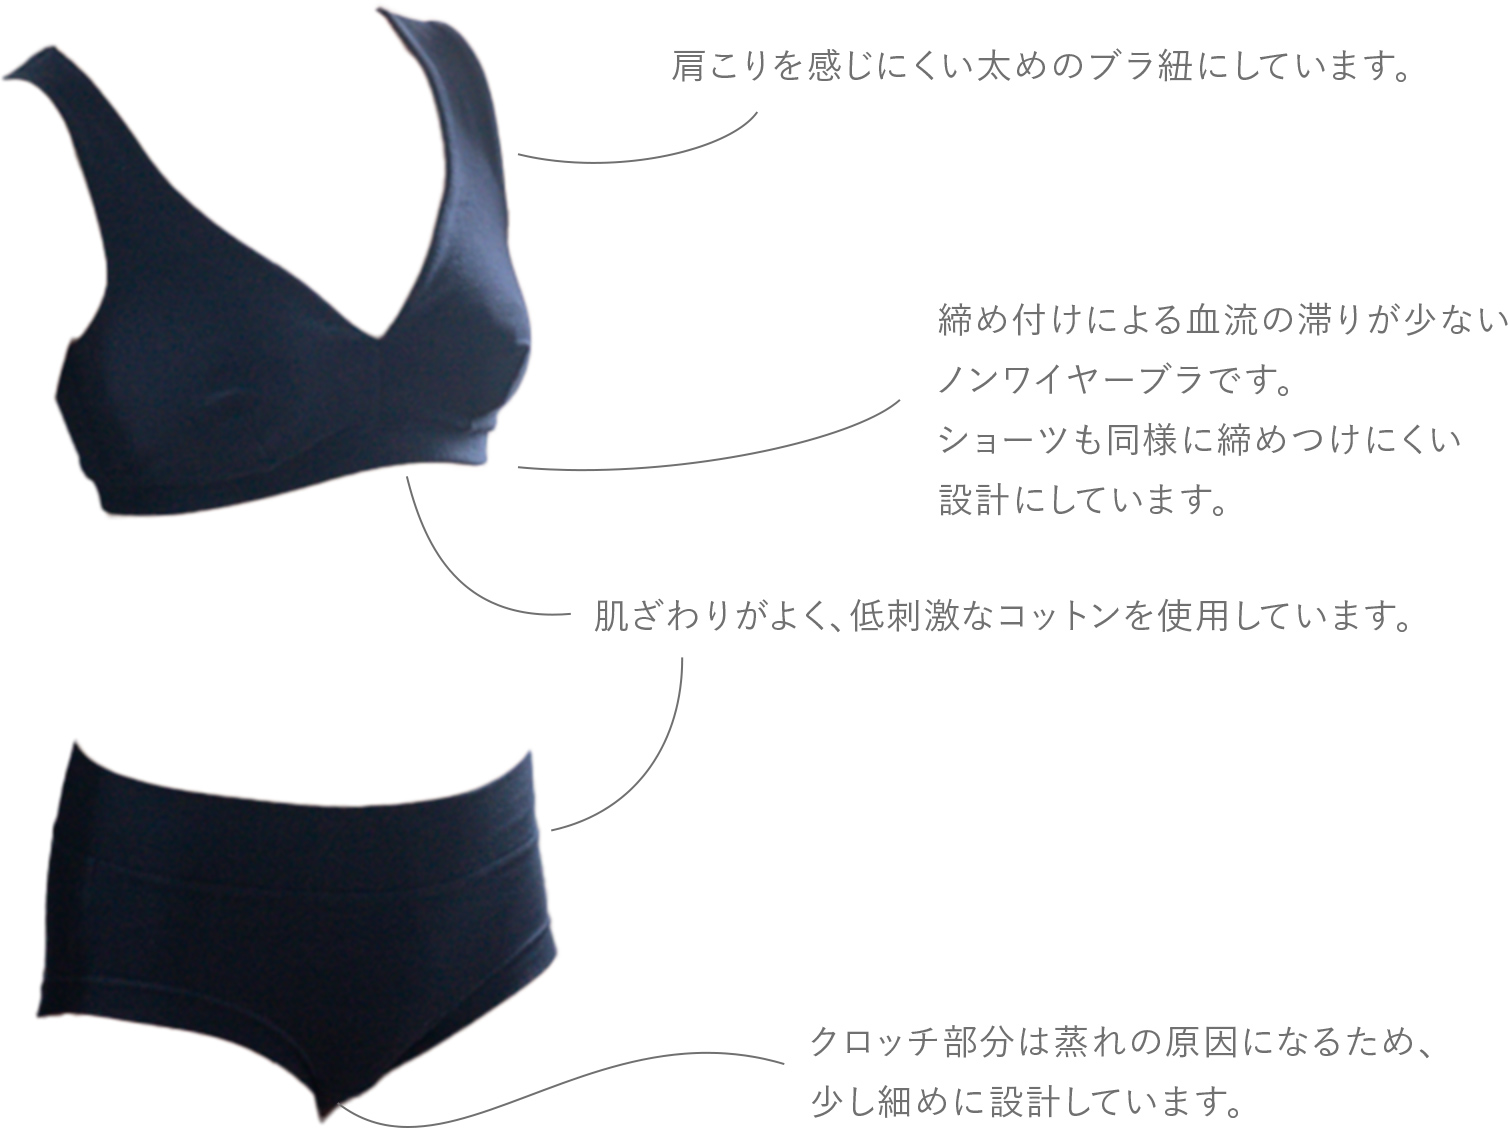 肩こりを感じにくい太めのブラ紐にしています。
締め付けによる血流の滞りが少ない
ノンワイヤーブラです。
ショーツも同様に締めつけにくい
設計にしています。
肌ざわりがよく、低刺激なコットンを使用しています。
クロッチ部分は蒸れの原因になるため、
少し細めに設計しています。